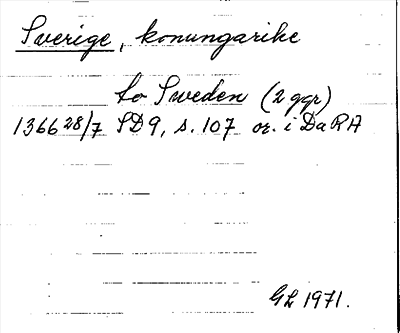 Sverige, konungarike
to Sweden (2 ggr)
1366 28/7 SD 9, s. 107 or. i DaRA
GL 1971.